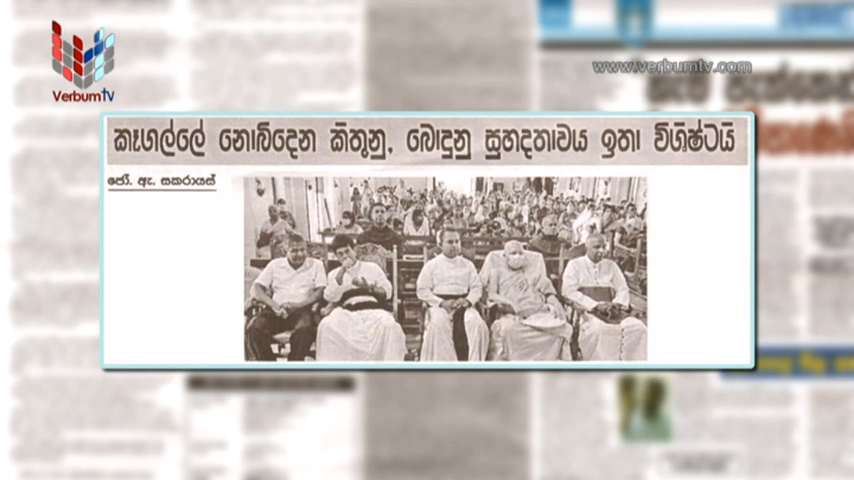 VerbumTV
www.verbumtv.com
කෑගල්ලේ නොබිදෙන කිතුනු, බොදුනු සුහදතාවය ඉතා විශිෂ්ටයි
ජෝ. ඇ. සකරායස්